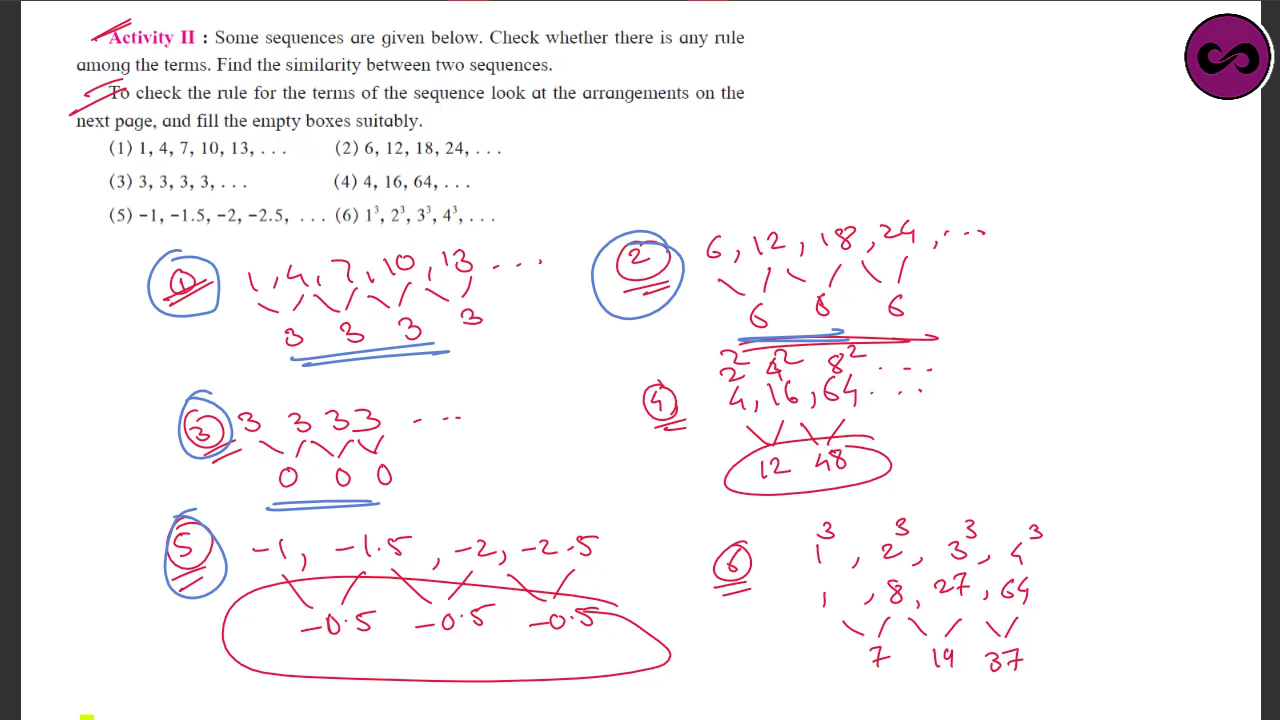 Activity II : Some sequences are given below. Check whether there is any rule
among the terms. Find the similarity between two sequences.
To check the rule for the terms of the sequence look at the arrangements on the
next page, and fill the empty boxes suitably.
(1) 1, 4, 7, 10, 13, . . . (2) 6, 12, 18, 24, . . .
(3) 3, 3, 3, 3, . . . (4) 4, 16, 64, . . .
(5) −1, −1.5, −2, −2.5, . . . (6) 1³, 2³, 3³, 4³, . . .
① 1, 4, 7, 10, 13 . . .
3 3 3 3
② 6, 12, 18, 24, . . .
6 6 6
③ 3 3 3 3 . . .
0 0 0
2² 4² 8² . . .
④ 4, 16, 64 . . .
12 48
⑤ −1, −1.5, −2, −2.5
−0.5 −0.5 −0.5
⑥ 1³, 2³, 3³, 4³
1, 8, 27, 64
7 19 37